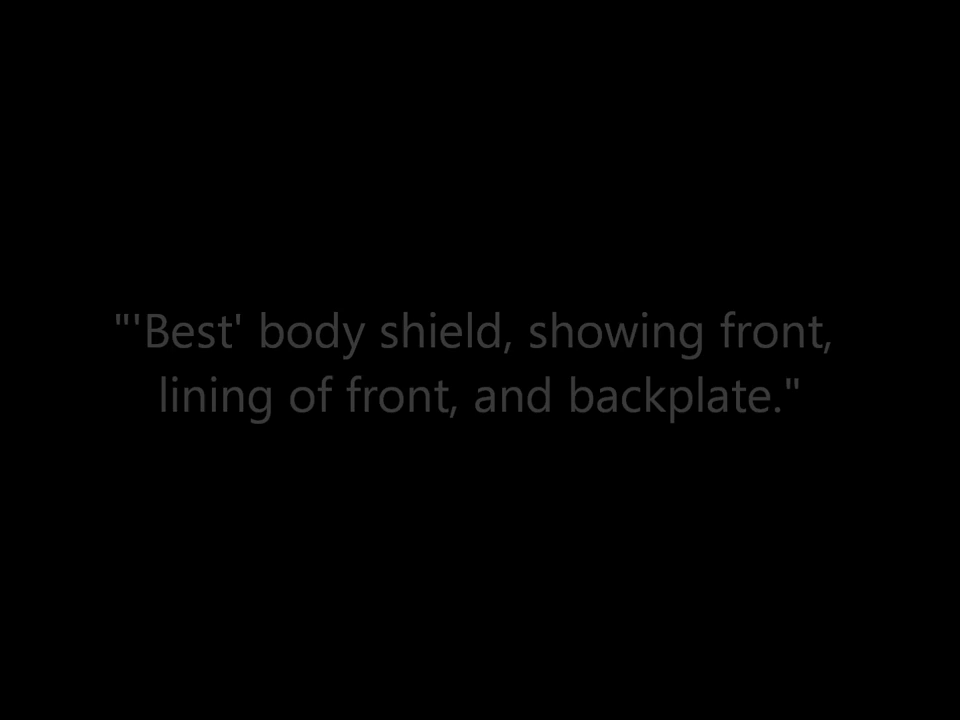 "'Best' body shield, showing front,
lining of front, and backplate."